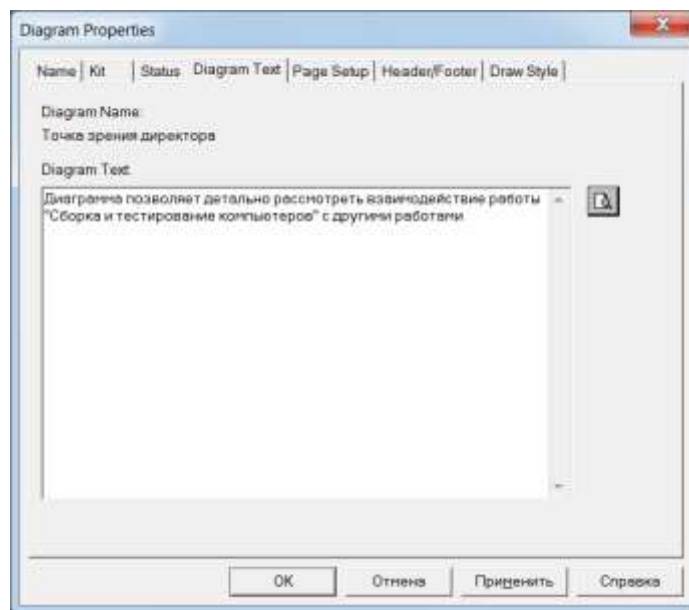 Diagram Properties
Name Kit Status Diagram Text Page Setup Header/Footer Draw Style
Diagram Name:
Точка зрения директора
Diagram Text
Диаграмма позволяет детально рассмотреть взаимодействие работы
"Сборка и тестирование компьютеров" с другими работами
OK Отмена Применить Справка